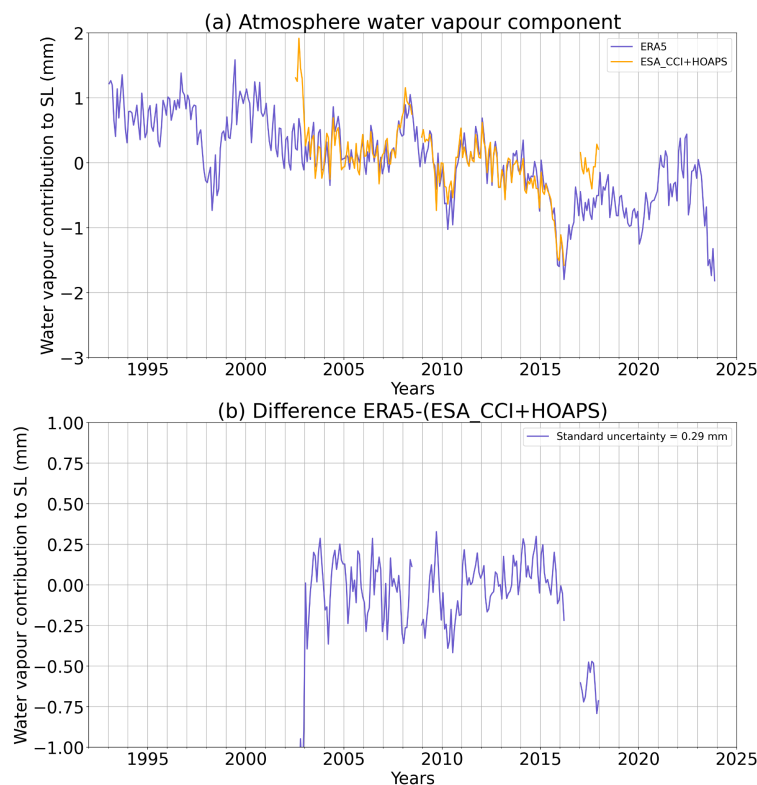 (a) Atmosphere water vapour component
Water vapour contribution to SL (mm)
2
1
0
−1
−2
−3
ERA5
ESA_CCI+HOAPS
1995 2000 2005 2010 2015 2020 2025
Years
(b) Difference ERA5-(ESA_CCI+HOAPS)
Water vapour contribution to SL (mm)
1.00
0.75
0.50
0.25
0.00
−0.25
−0.50
−0.75
−1.00
Standard uncertainty = 0.29 mm
1995 2000 2005 2010 2015 2020 2025
Years